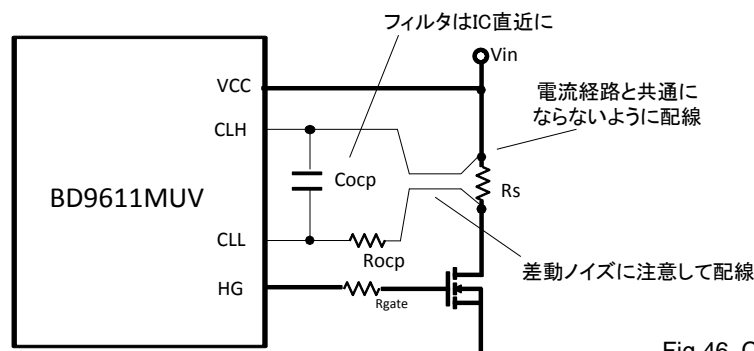 フィルタはIC直近に
Vin
VCC
電流経路と共通に
ならないように配線
CLH
Cocp
Rs
BD9611MUV
CLL
Rocp
差動ノイズに注意して配線
HG
Rgate